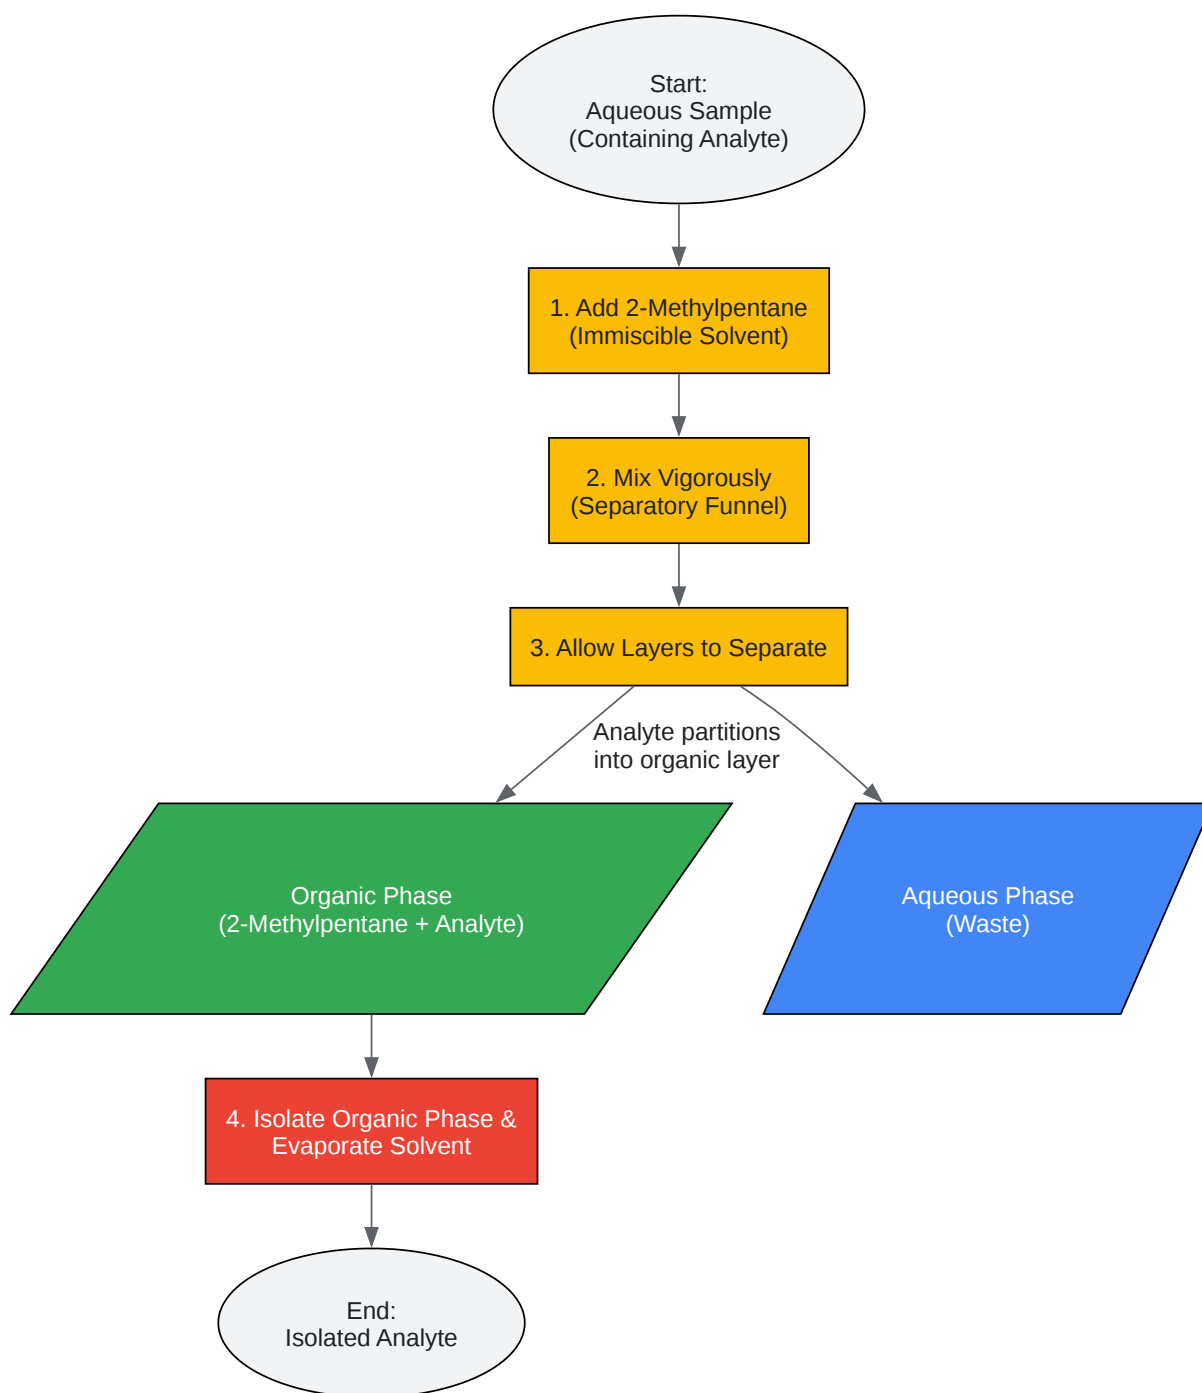 Start:
Aqueous Sample
(Containing Analyte)
1. Add 2-Methylpentane
(Immiscible Solvent)
2. Mix Vigorously
(Separatory Funnel)
3. Allow Layers to Separate
Analyte partitions
into organic layer
Organic Phase
(2-Methylpentane + Analyte)
Aqueous Phase
(Waste)
4. Isolate Organic Phase &
Evaporate Solvent
End:
Isolated Analyte